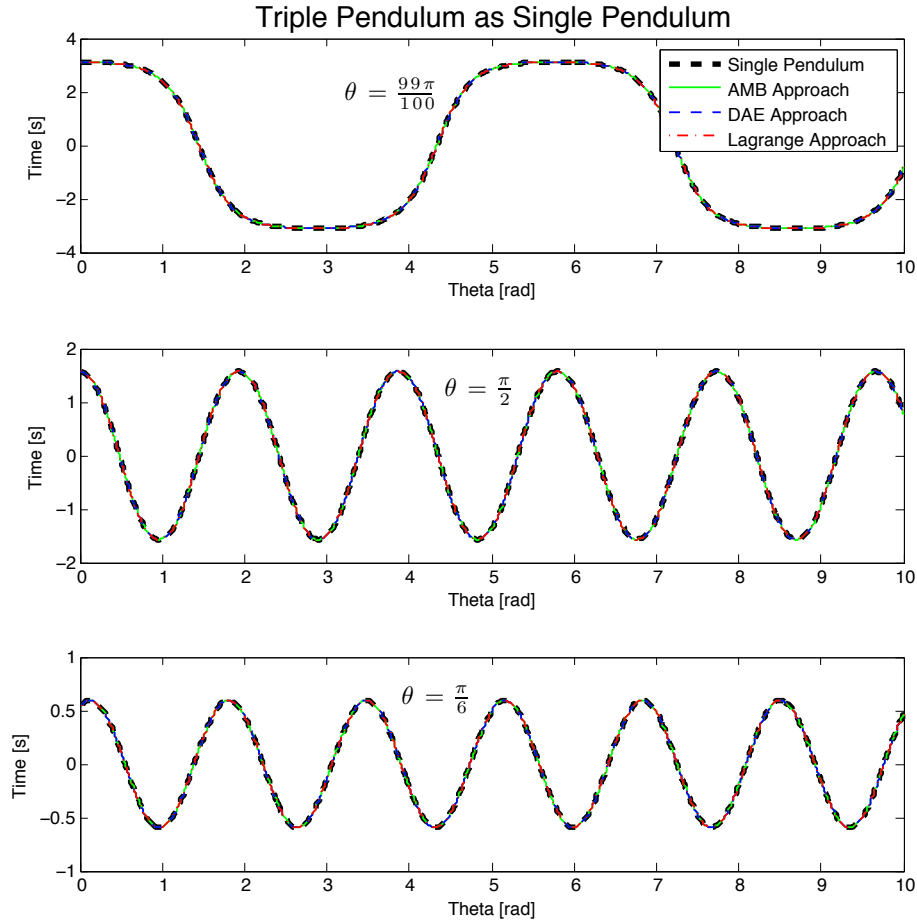 Triple Pendulum as Single Pendulum
4
2
0
−2
−4
Time [s]
θ = 99π/100
Single Pendulum
AMB Approach
DAE Approach
Lagrange Approach
0 1 2 3 4 5 6 7 8 9 10
Theta [rad]
2
1
0
−1
−2
Time [s]
θ = π/2
0 1 2 3 4 5 6 7 8 9 10
Theta [rad]
1
0.5
0
−0.5
−1
Time [s]
θ = π/6
0 1 2 3 4 5 6 7 8 9 10
Theta [rad]